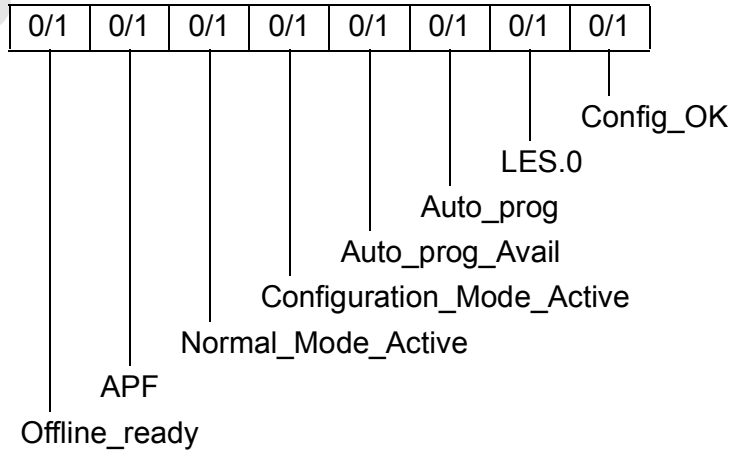 0/1 0/1 0/1 0/1 0/1 0/1 0/1 0/1
Config_OK
LES.0
Auto_prog
Auto_prog_Avail
Configuration_Mode_Active
Normal_Mode_Active
APF
Offline_ready